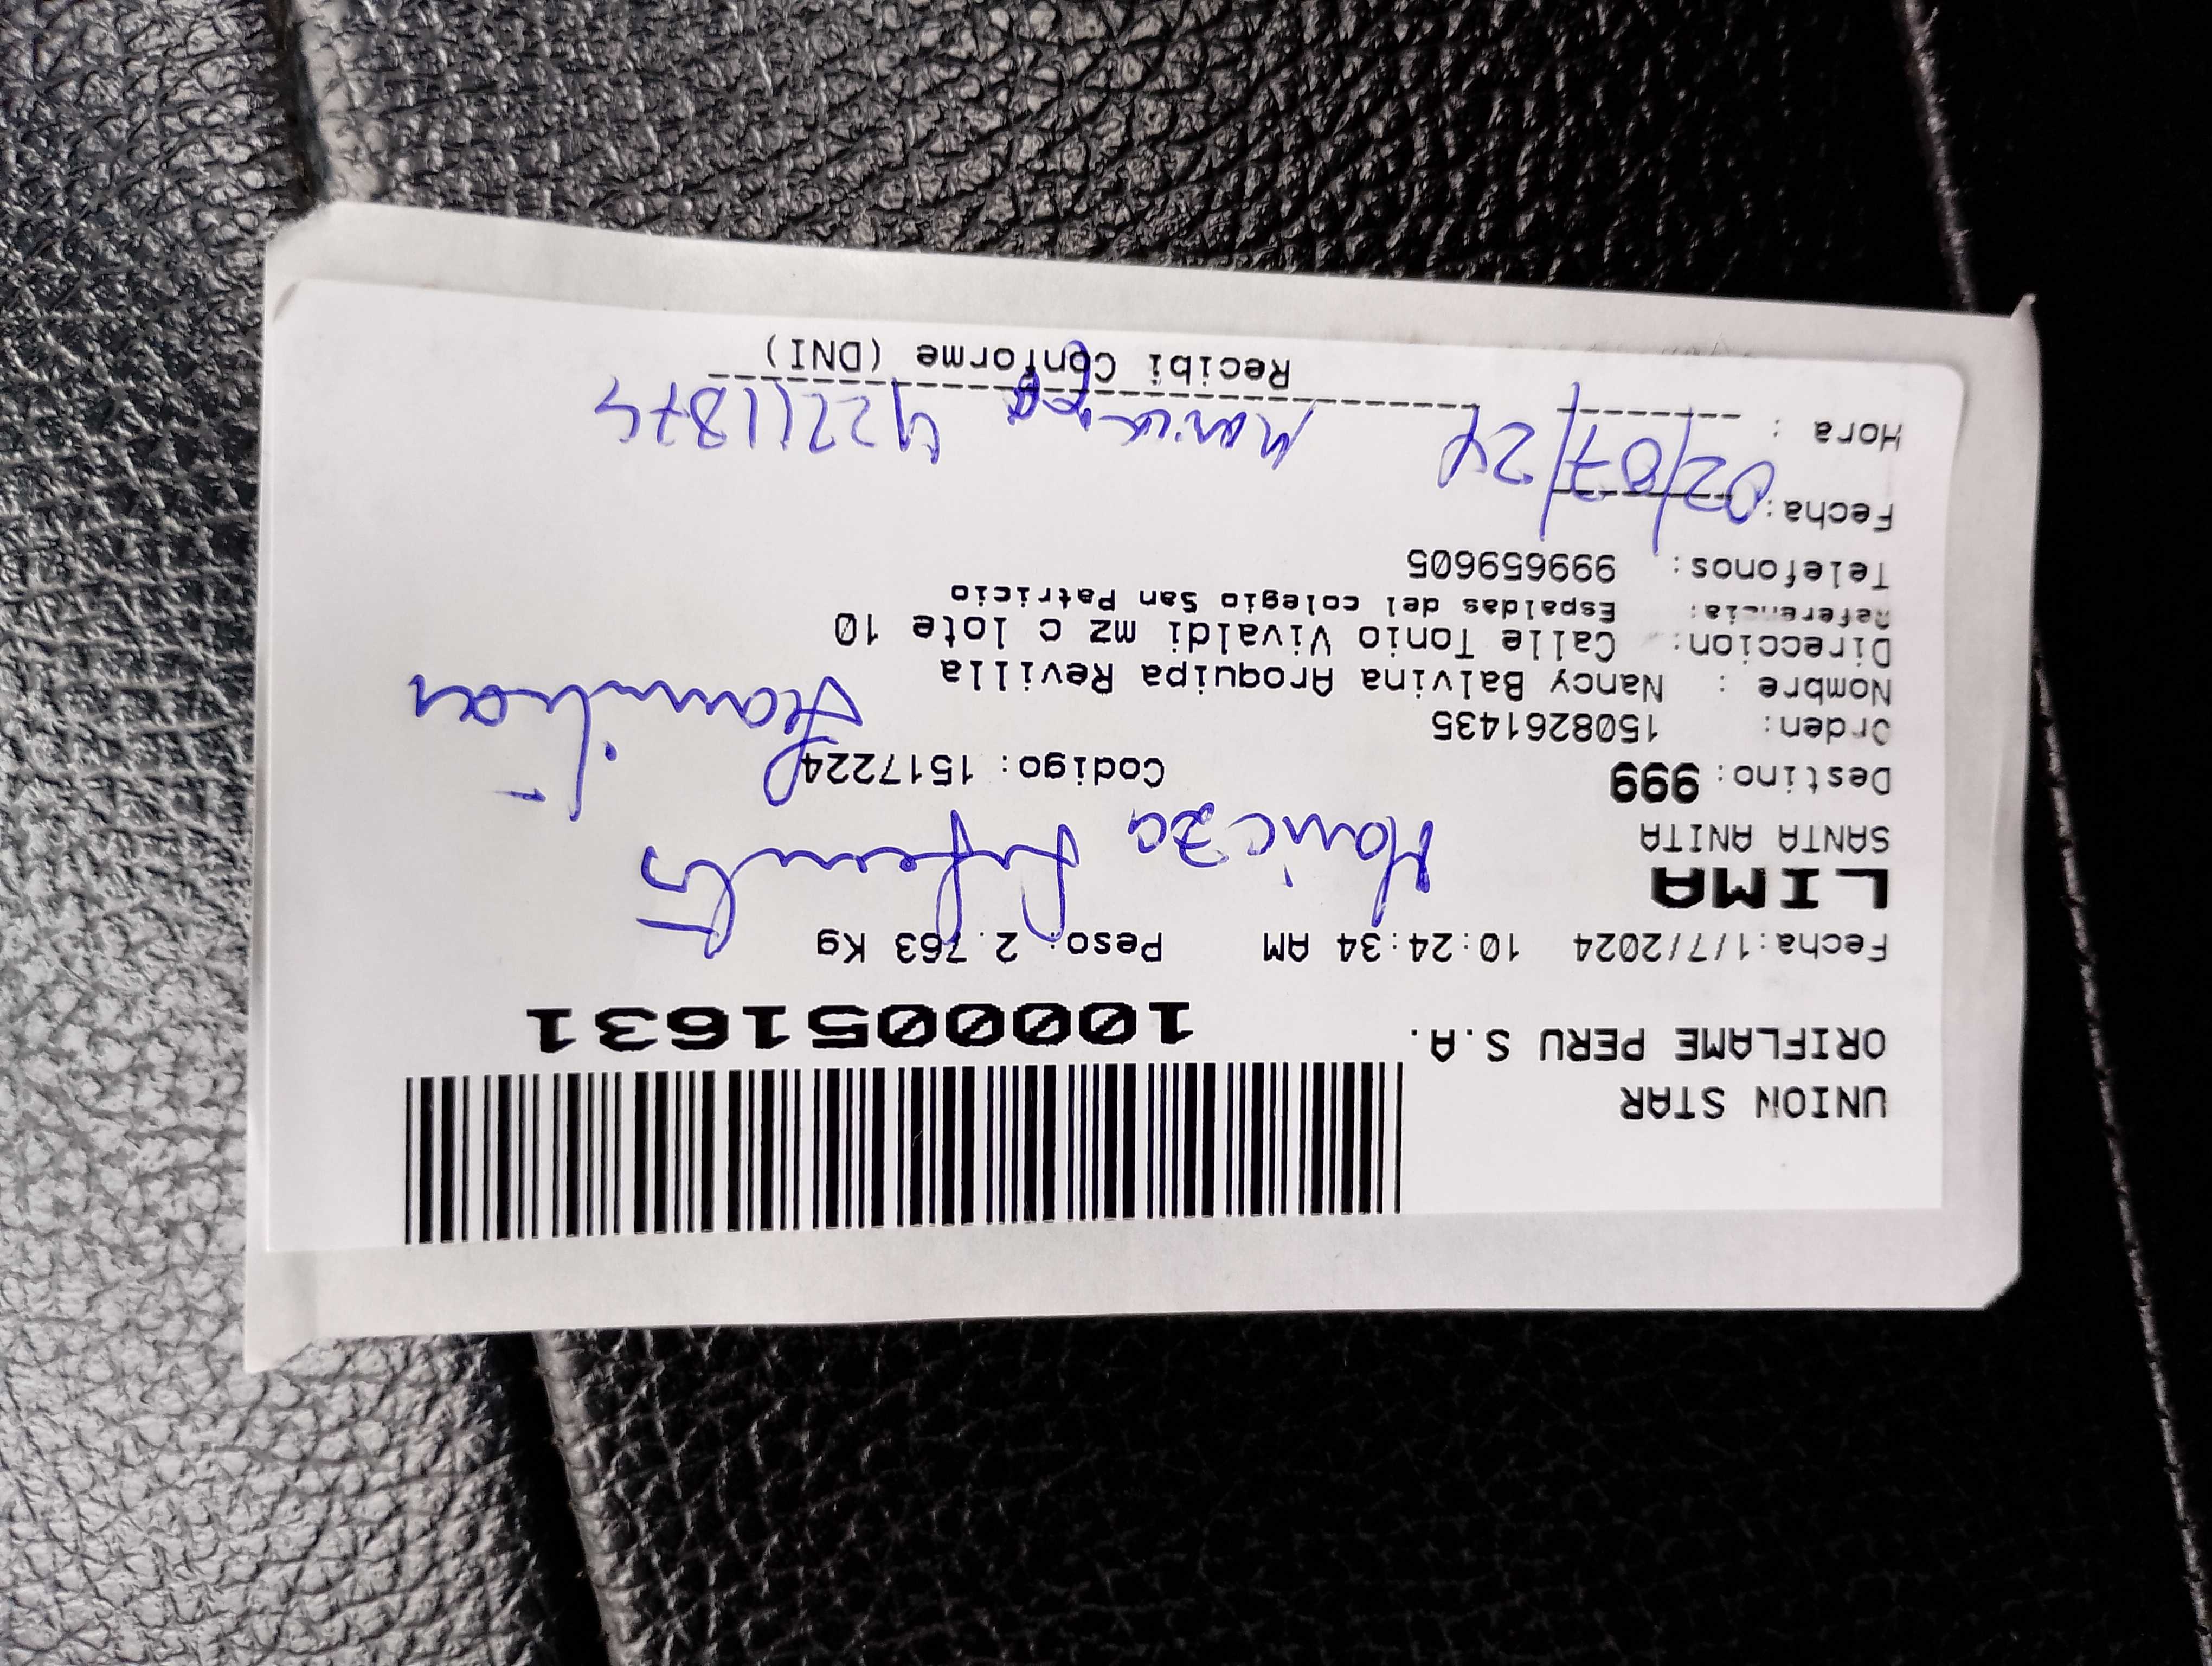 UNION STAR
ORIFLAME PERU S.A.
1000051631
Fecha:1/7/2024 10:24:34 AM Peso: 2.763 Kg
LIMA
SANTA ANITA
Mariza
Destino: 999 Codigo: 1517224
Familiar
Orden: 1508261435
Nombre : Nancy Balvina Aroquipa Revilla
Direccion: Calle Tonio Vivaldi mz c lote 10
Referencia: Espaldas del colegio San Patricio
Telefonos: 999659605
Fecha: 02/07/24
Hora :
Recibi Conforme (DNI)